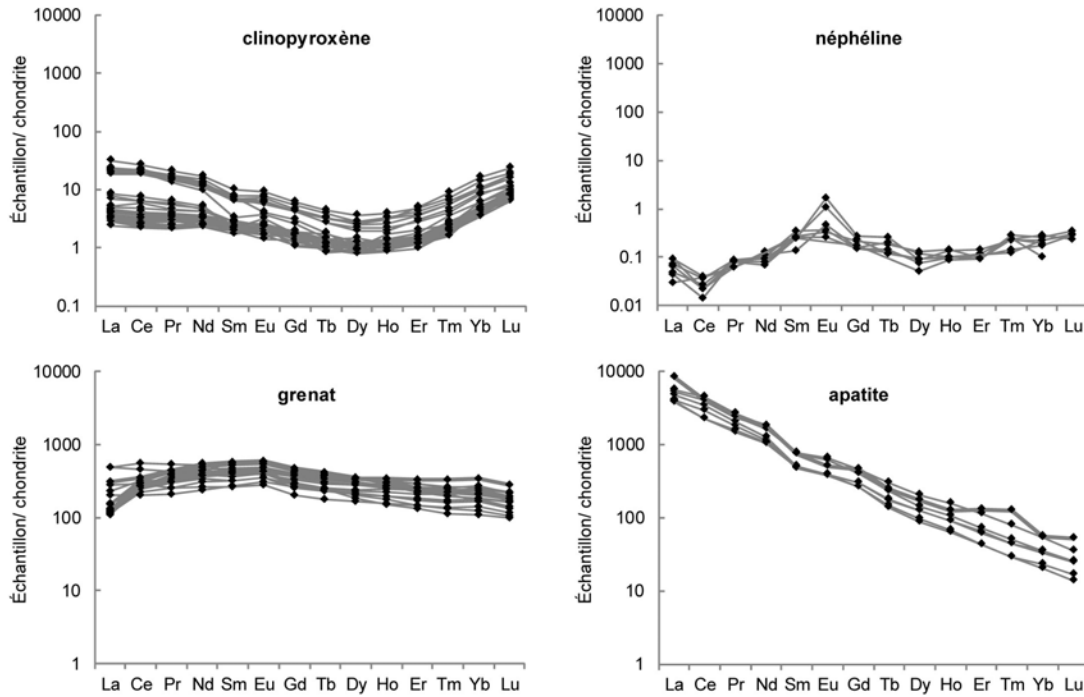 clinopyroxène
Échantillon/ chondrite
10000
1000
100
10
1
0.1
La Ce Pr Nd Sm Eu Gd Tb Dy Ho Er Tm Yb Lu
néphéline
Échantillon/ chondrite
10000
1000
100
10
1
0.1
0.01
La Ce Pr Nd Sm Eu Gd Tb Dy Ho Er Tm Yb Lu
grenat
Échantillon/ chondrite
10000
1000
100
10
1
La Ce Pr Nd Sm Eu Gd Tb Dy Ho Er Tm Yb Lu
apatite
Échantillon/ chondrite
10000
1000
100
10
1
La Ce Pr Nd Sm Eu Gd Tb Dy Ho Er Tm Yb Lu